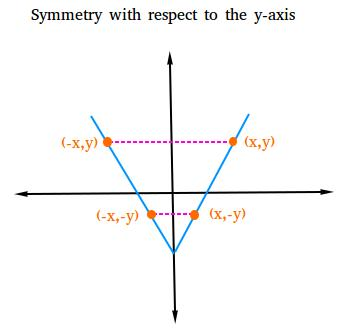 Symmetry with respect to the y-axis
(-x,y) (x,y)
(-x,-y) (x,-y)